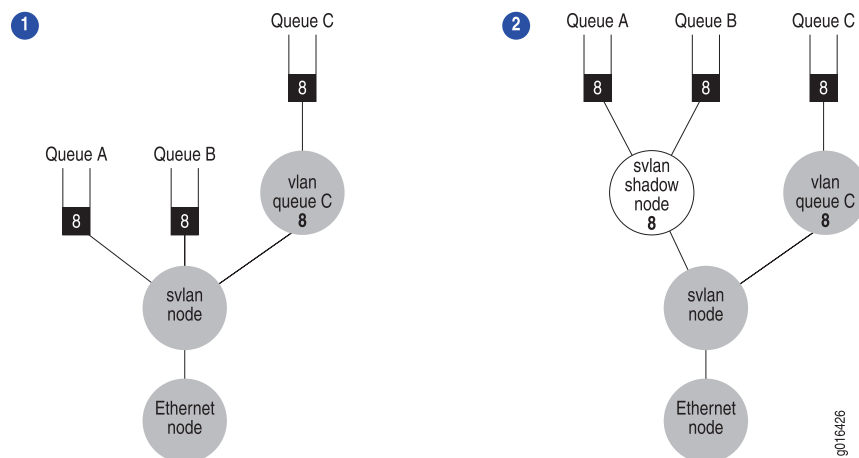 1
Queue C
8
Queue A
Queue B
8
8
vlan
queue C
8
svlan
node
Ethernet
node
2
Queue A
Queue B
Queue C
8
8
8
svlan
shadow
node
8
vlan
queue C
8
svlan
node
Ethernet
node
g016426